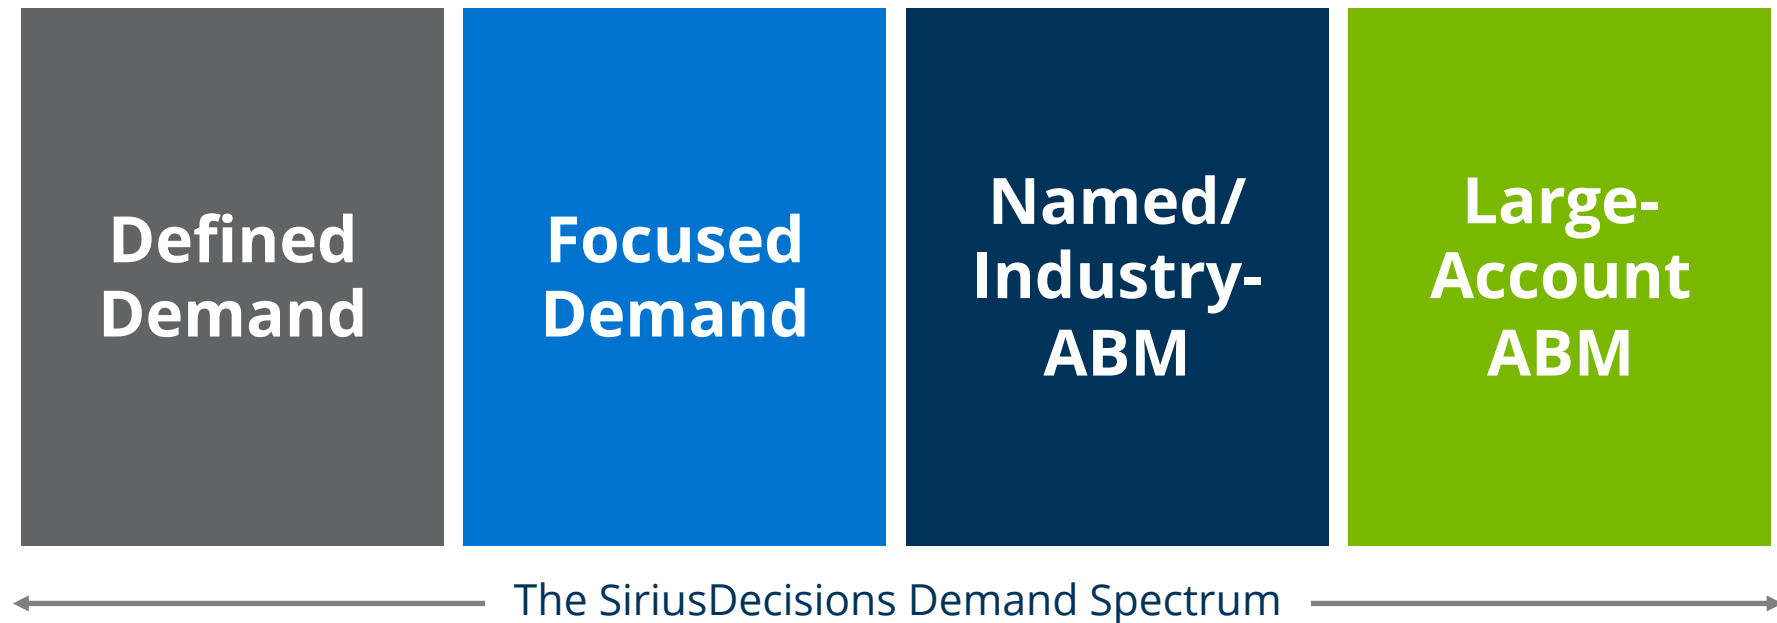 Defined
Demand
Focused
Demand
Named/
Industry-
ABM
Large-
Account
ABM
The SiriusDecisions Demand Spectrum